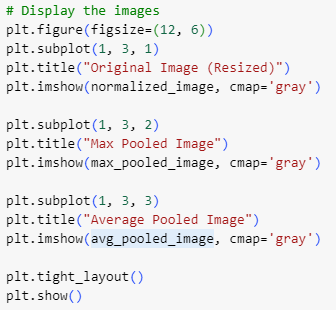 # Display the images
plt.figure(figsize=(12, 6))
plt.subplot(1, 3, 1)
plt.title("Original Image (Resized)")
plt.imshow(normalized_image, cmap='gray')

plt.subplot(1, 3, 2)
plt.title("Max Pooled Image")
plt.imshow(max_pooled_image, cmap='gray')

plt.subplot(1, 3, 3)
plt.title("Average Pooled Image")
plt.imshow(avg_pooled_image, cmap='gray')

plt.tight_layout()
plt.show()